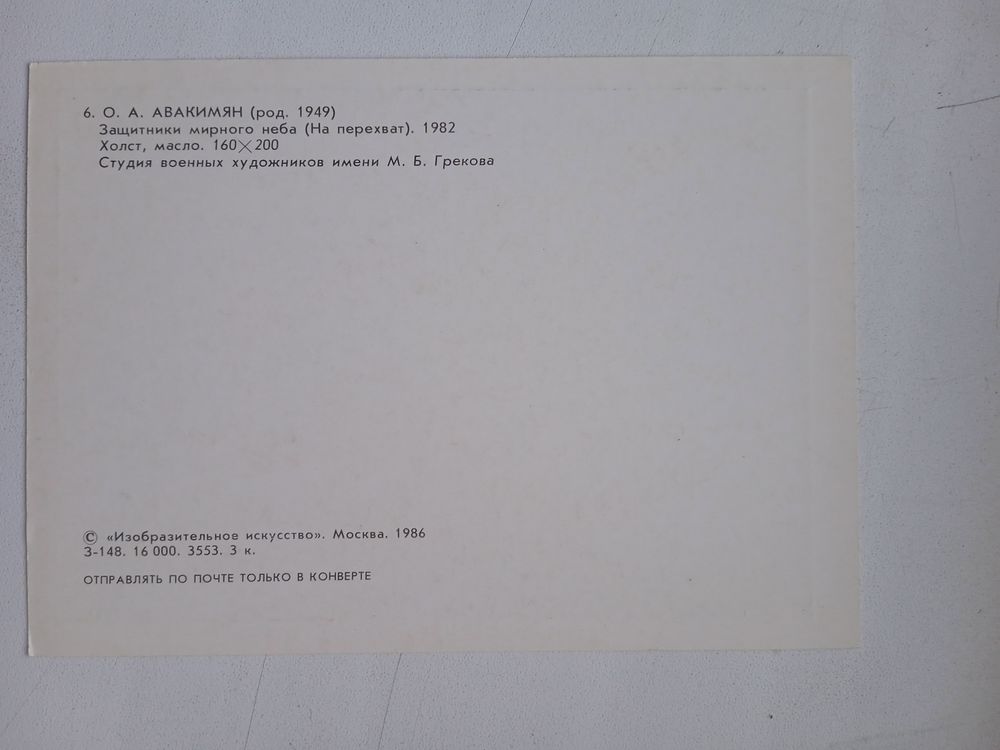 6. О. А. АВАКИМЯН (род. 1949)
Защитники мирного неба (На перехват). 1982
Холст, масло. 160×200
Студия военных художников имени М. Б. Грекова
© «Изобразительное искусство». Москва. 1986
3-148. 16 000. 3553. 3 к.
ОТПРАВЛЯТЬ ПО ПОЧТЕ ТОЛЬКО В КОНВЕРТЕ